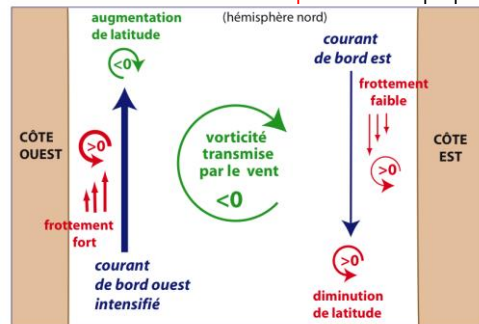 augmentation
de latitude
(hémisphère nord)
<0
courant
de bord est
frottement
faible
CÔTE
OUEST
>0
vorticité
transmise
par le vent
<0
>0
CÔTE
EST
frottement
fort
courant
de bord ouest
intensifié
>0
diminution
de latitude